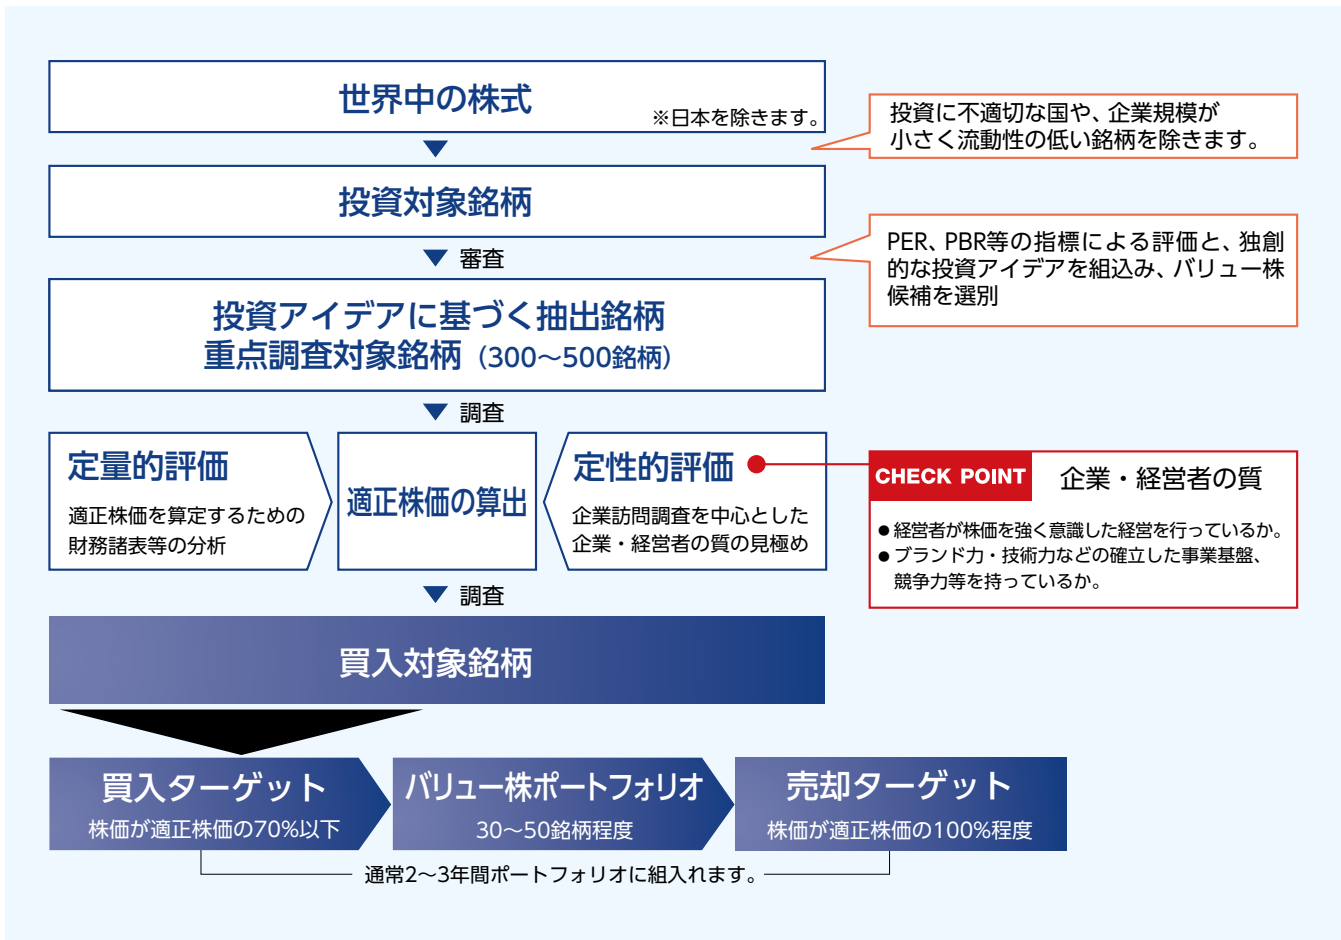 世界中の株式
※日本を除きます。
投資に不適切な国や、企業規模が
小さく流動性の低い銘柄を除きます。
投資対象銘柄
審査
PER、PBR等の指標による評価と、独創
的な投資アイデアを組込み、バリュー株
候補を選別
投資アイデアに基づく抽出銘柄
重点調査対象銘柄（300～500銘柄）
調査
定量的評価
適正株価を算定するための
財務諸表等の分析
適正株価の算出
定性的評価
企業訪問調査を中心とした
企業・経営者の質の見極め
CHECK POINT 企業・経営者の質
●経営者が株価を強く意識した経営を行っているか。
●ブランド力・技術力などの確立した事業基盤、
競争力等を持っているか。
調査
買入対象銘柄
買入ターゲット
株価が適正株価の70%以下
バリュー株ポートフォリオ
30～50銘柄程度
売却ターゲット
株価が適正株価の100%程度
通常2～3年間ポートフォリオに組入れます。